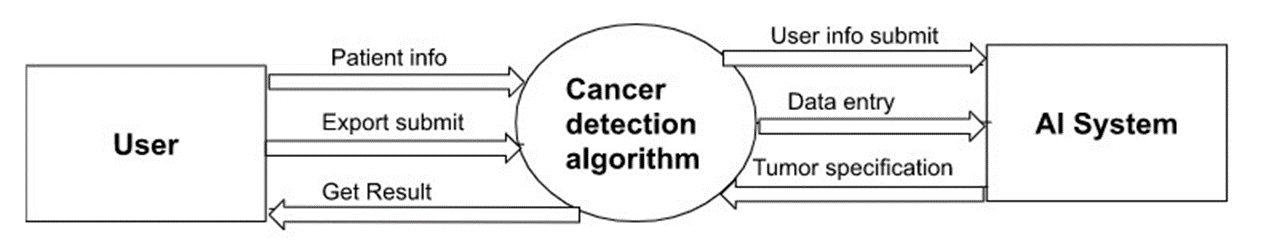 Patient info
Export submit
Get Result
User
Cancer
detection
algorithm
User info submit
Data entry
Tumor specification
AI System